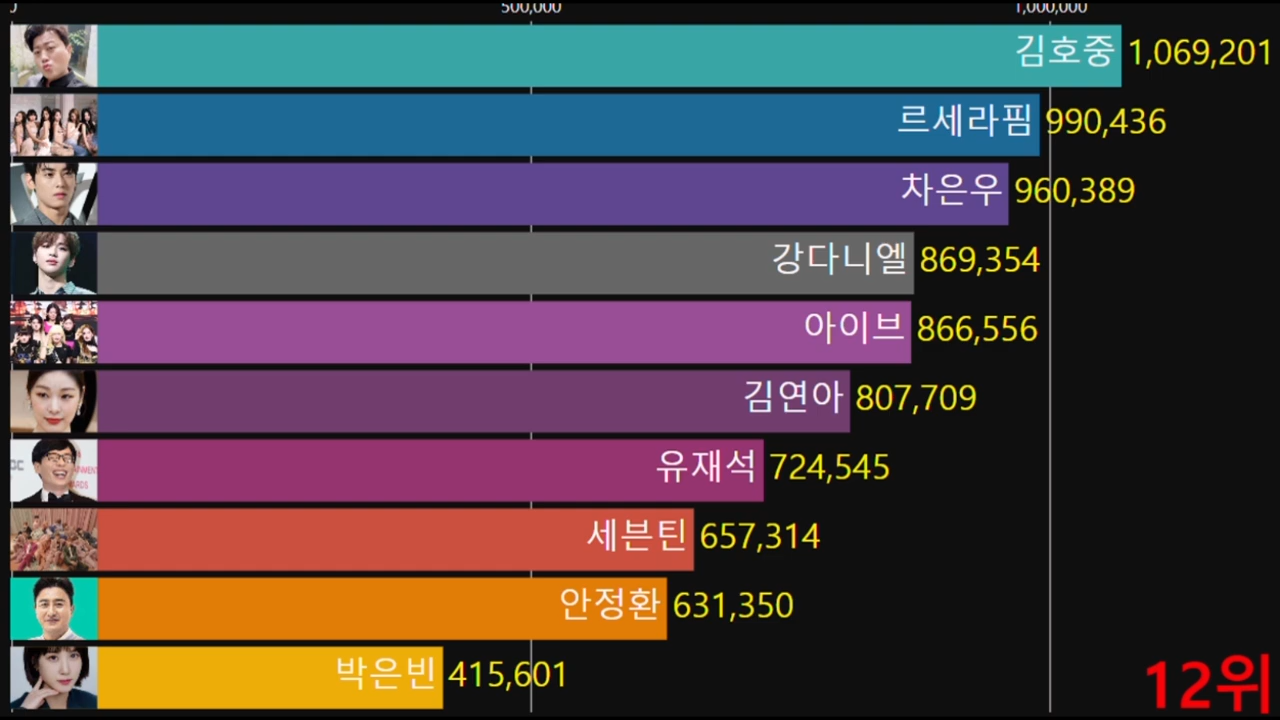 0 500,000 1,000,000
김호중 1,069,201
르세라핌 990,436
차은우 960,389
강다니엘 869,354
아이브 866,556
김연아 807,709
유재석 724,545
세븐틴 657,314
안정환 631,350
박은빈 415,601
12위